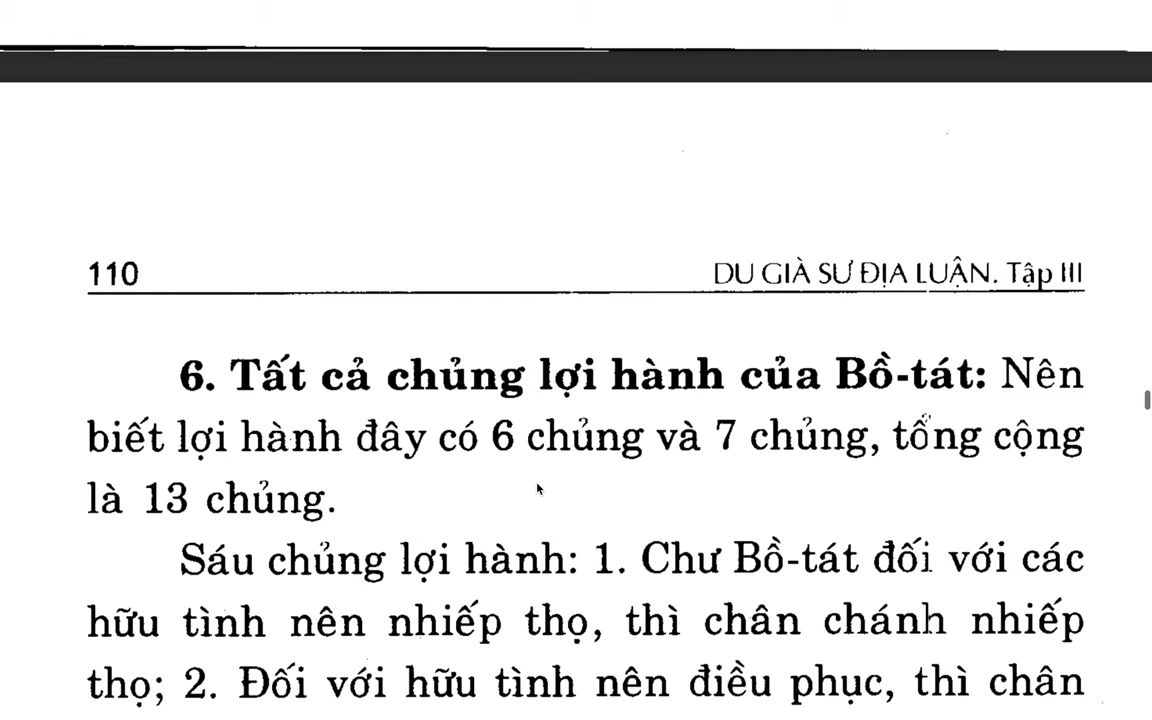 110 DU GIÀ SƯ ĐỊA LUẬN. Tập III
6. Tất cả chủng lợi hành của Bồ-tát: Nên
biết lợi hành đây có 6 chủng và 7 chủng, tổng cộng
là 13 chủng.
Sáu chủng lợi hành: 1. Chư Bồ-tát đối với các
hữu tình nên nhiếp thọ, thì chân chánh nhiếp
thọ; 2. Đối với hữu tình nên điều phục, thì chân